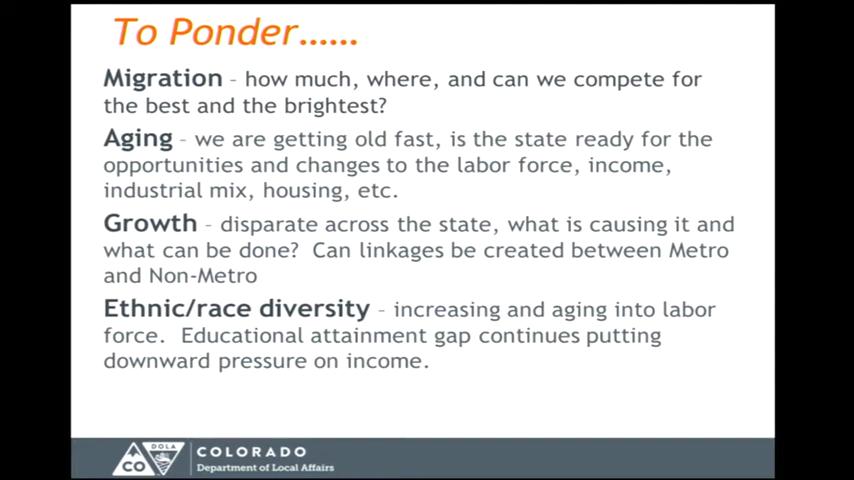 To Ponder......
Migration – how much, where, and can we compete for
the best and the brightest?
Aging – we are getting old fast, is the state ready for the
opportunities and changes to the labor force, income,
industrial mix, housing, etc.
Growth – disparate across the state, what is causing it and
what can be done? Can linkages be created between Metro
and Non-Metro
Ethnic/race diversity – increasing and aging into labor
force. Educational attainment gap continues putting
downward pressure on income.
CO
DOLA
COLORADO
Department of Local Affairs